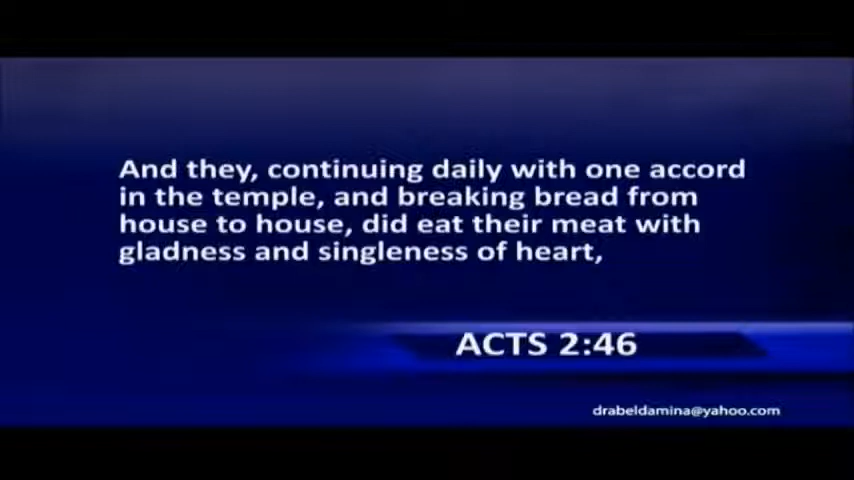 And they, continuing daily with one accord
in the temple, and breaking bread from
house to house, did eat their meat with
gladness and singleness of heart,
ACTS 2:46
drabeldamina@yahoo.com